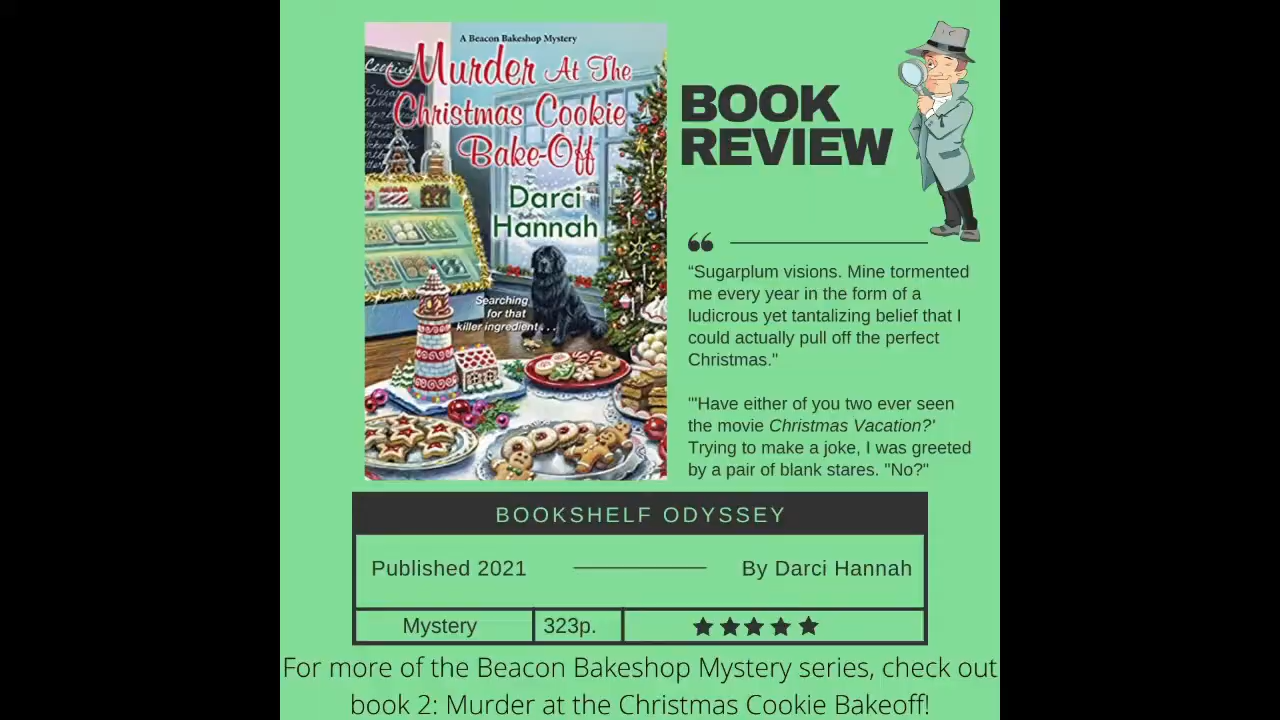 A Beacon Bakeshop Mystery
Murder At The
Christmas Cookie
Bake-Off
Darci
Hannah
Cookies
Searching
for that
killer ingredient . . .
BOOK
REVIEW
“Sugarplum visions. Mine tormented
me every year in the form of a
ludicrous yet tantalizing belief that I
could actually pull off the perfect
Christmas."
"'Have either of you two ever seen
the movie Christmas Vacation?'
Trying to make a joke, I was greeted
by a pair of blank stares. "No?"
BOOKSHELF ODYSSEY
Published 2021
By Darci Hannah
Mystery
323p.
For more of the Beacon Bakeshop Mystery series, check out
book 2: Murder at the Christmas Cookie Bakeoff!